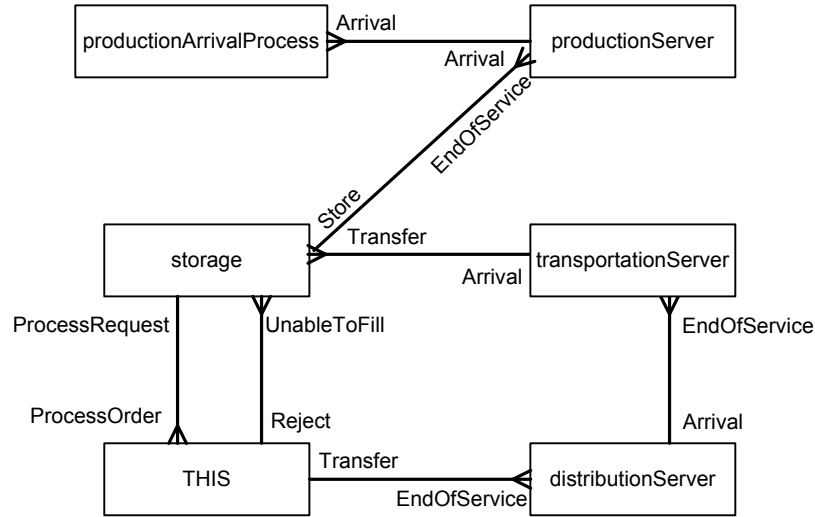 Arrival
productionArrivalProcess
productionServer
Arrival
EndOfService
Store
Transfer
storage
transportationServer
Arrival
ProcessRequest
UnableToFill
EndOfService
ProcessOrder
Reject
Arrival
Transfer
THIS
distributionServer
EndOfService